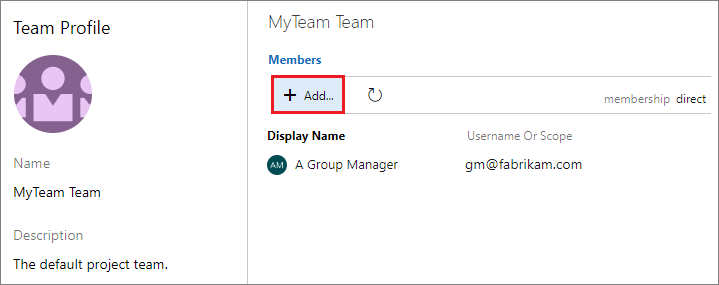 Team Profile
Name
MyTeam Team
Description
The default project team.
MyTeam Team
Members
+ Add...
membership direct
Display Name Username Or Scope
AM A Group Manager gm@fabrikam.com